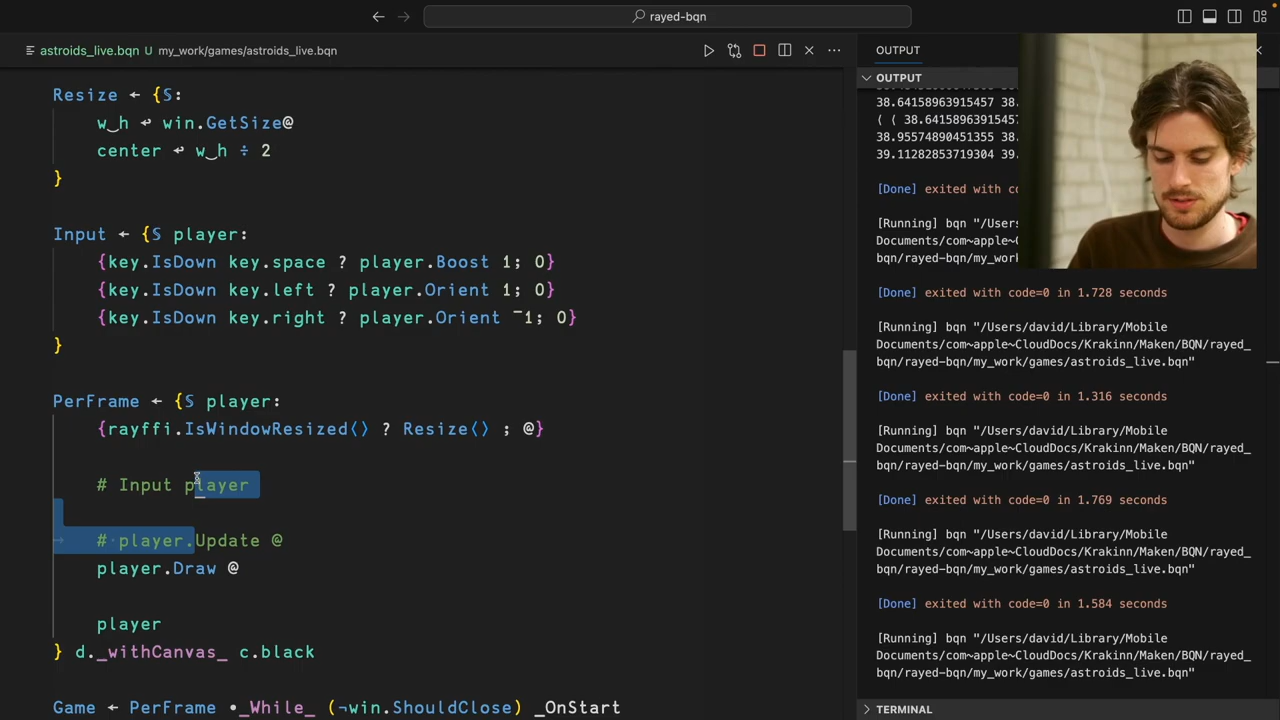 rayed-bqn
astroids_live.bqn U my_work/games/astroids_live.bqn
Resize ← {𝕊:
w‿h ↩ win.GetSize@
center ↩ w‿h ÷ 2
}
Input ← {𝕊 player:
{key.IsDown key.space ? player.Boost 1; 0}
{key.IsDown key.left ? player.Orient 1; 0}
{key.IsDown key.right ? player.Orient ¯1; 0}
}
PerFrame ← {𝕊 player:
{rayffi.IsWindowResized⟨⟩ ? Resize⟨⟩ ; @}
# Input player
# player.Update @
player.Draw @
player
} d._withCanvas_ c.black
Game ← PerFrame •_While_ (¬win.ShouldClose) _OnStart
OUTPUT
OUTPUT
38.64158963915457 38.
⟨ ⟨ 38.64158963915
38.95574890451355 38.
39.11282853719304 39.
[Done] exited with co
[Running] bqn "/Users
Documents/com~apple~C
bqn/rayed-bqn/my_work
[Done] exited with code=0 in 1.728 seconds
[Running] bqn "/Users/david/Library/Mobile
Documents/com~apple~CloudDocs/Krakinn/Maken/BQN/rayed_
bqn/rayed-bqn/my_work/games/astroids_live.bqn"
[Done] exited with code=0 in 1.316 seconds
[Running] bqn "/Users/david/Library/Mobile
Documents/com~apple~CloudDocs/Krakinn/Maken/BQN/rayed_
bqn/rayed-bqn/my_work/games/astroids_live.bqn"
[Done] exited with code=0 in 1.769 seconds
[Running] bqn "/Users/david/Library/Mobile
Documents/com~apple~CloudDocs/Krakinn/Maken/BQN/rayed_
bqn/rayed-bqn/my_work/games/astroids_live.bqn"
[Done] exited with code=0 in 1.584 seconds
[Running] bqn "/Users/david/Library/Mobile
Documents/com~apple~CloudDocs/Krakinn/Maken/BQN/rayed_
bqn/rayed-bqn/my_work/games/astroids_live.bqn"
TERMINAL